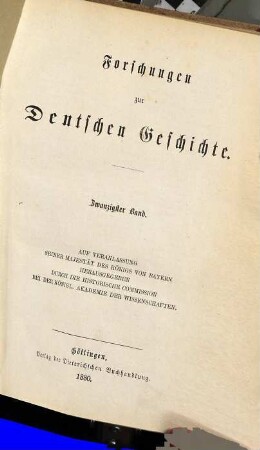 Forschungen
zur
Deutschen Geschichte.
Zwanzigster Band.
AUF VERANLASSUNG
SEINER MAJESTÄT DES KÖNIGS VON BAYERN
HERAUSGEGEBEN
DURCH DIE HISTORISCHE COMMISSION
BEI DER KÖNIGL. AKADEMIE DER WISSENSCHAFTEN.
Göttingen,
Verlag der Dieterichschen Buchhandlung.
1880.